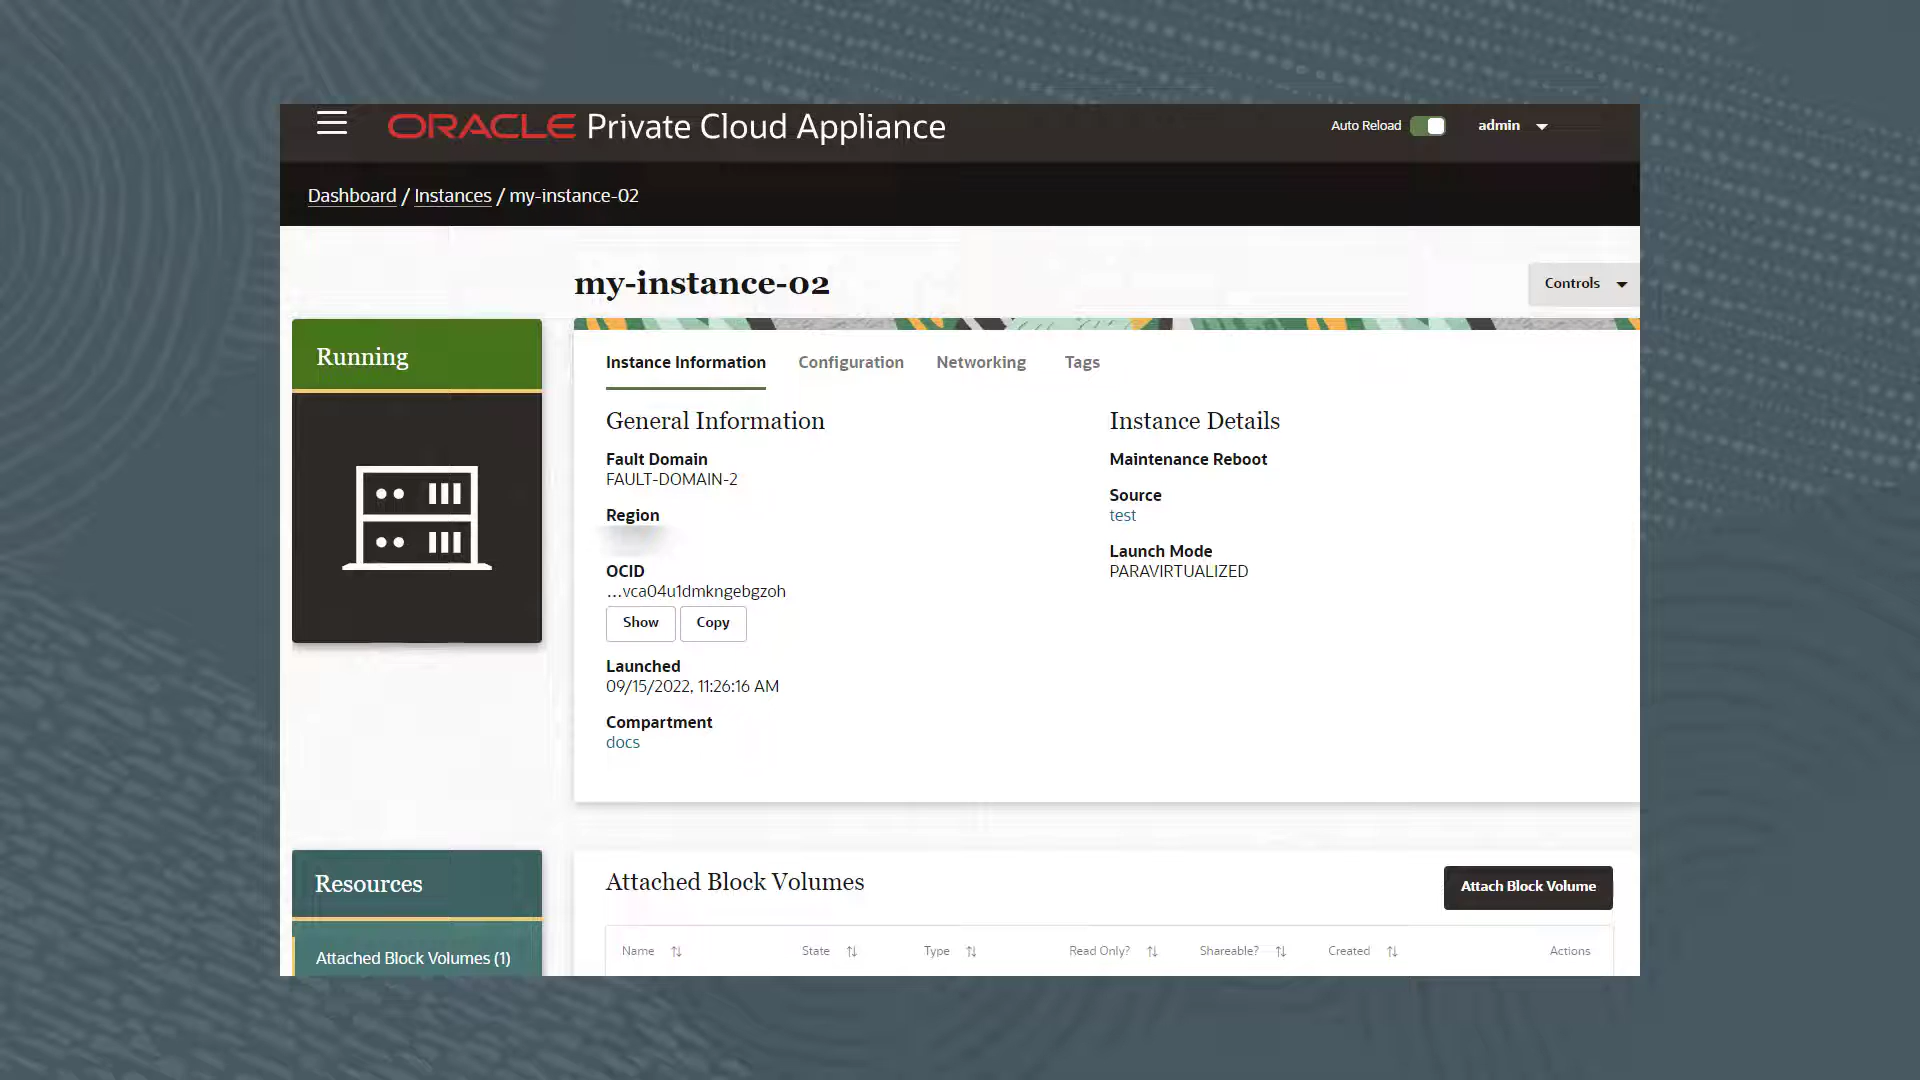 ORACLE Private Cloud Appliance
Auto Reload
admin
Dashboard / Instances / my-instance-02
my-instance-02
Controls
Running
Instance Information
Configuration
Networking
Tags
General Information
Fault Domain
FAULT-DOMAIN-2
Region
OCID
...vca04u1dmkngebgzoh
Show
Copy
Launched
09/15/2022, 11:26:16 AM
Compartment
docs
Instance Details
Maintenance Reboot
Source
test
Launch Mode
PARAVIRTUALIZED
Resources
Attached Block Volumes (1)
Attached Block Volumes
Attach Block Volume
Name
State
Type
Read Only?
Shareable?
Created
Actions